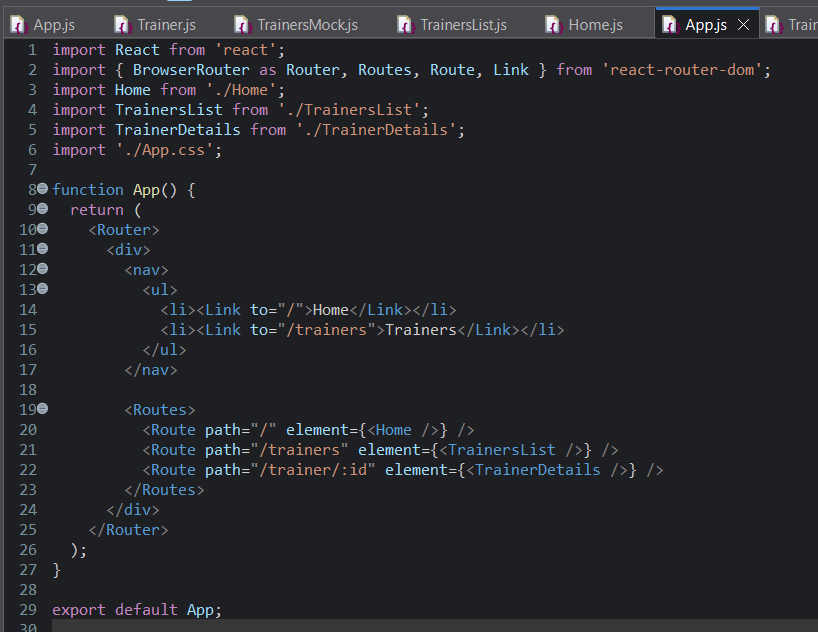 App.js Trainer.js TrainersMock.js TrainersList.js Home.js App.js Train
1 import React from 'react';
2 import { BrowserRouter as Router, Routes, Route, Link } from 'react-router-dom';
3 import Home from './Home';
4 import TrainersList from './TrainersList';
5 import TrainerDetails from './TrainerDetails';
6 import './App.css';
7
8 function App() {
9   return (
10     <Router>
11       <div>
12         <nav>
13           <ul>
14             <li><Link to="/">Home</Link></li>
15             <li><Link to="/trainers">Trainers</Link></li>
16           </ul>
17         </nav>
18
19         <Routes>
20           <Route path="/" element={<Home />} />
21           <Route path="/trainers" element={<TrainersList />} />
22           <Route path="/trainer/:id" element={<TrainerDetails />} />
23         </Routes>
24       </div>
25     </Router>
26   );
27 }
28
29 export default App;
30